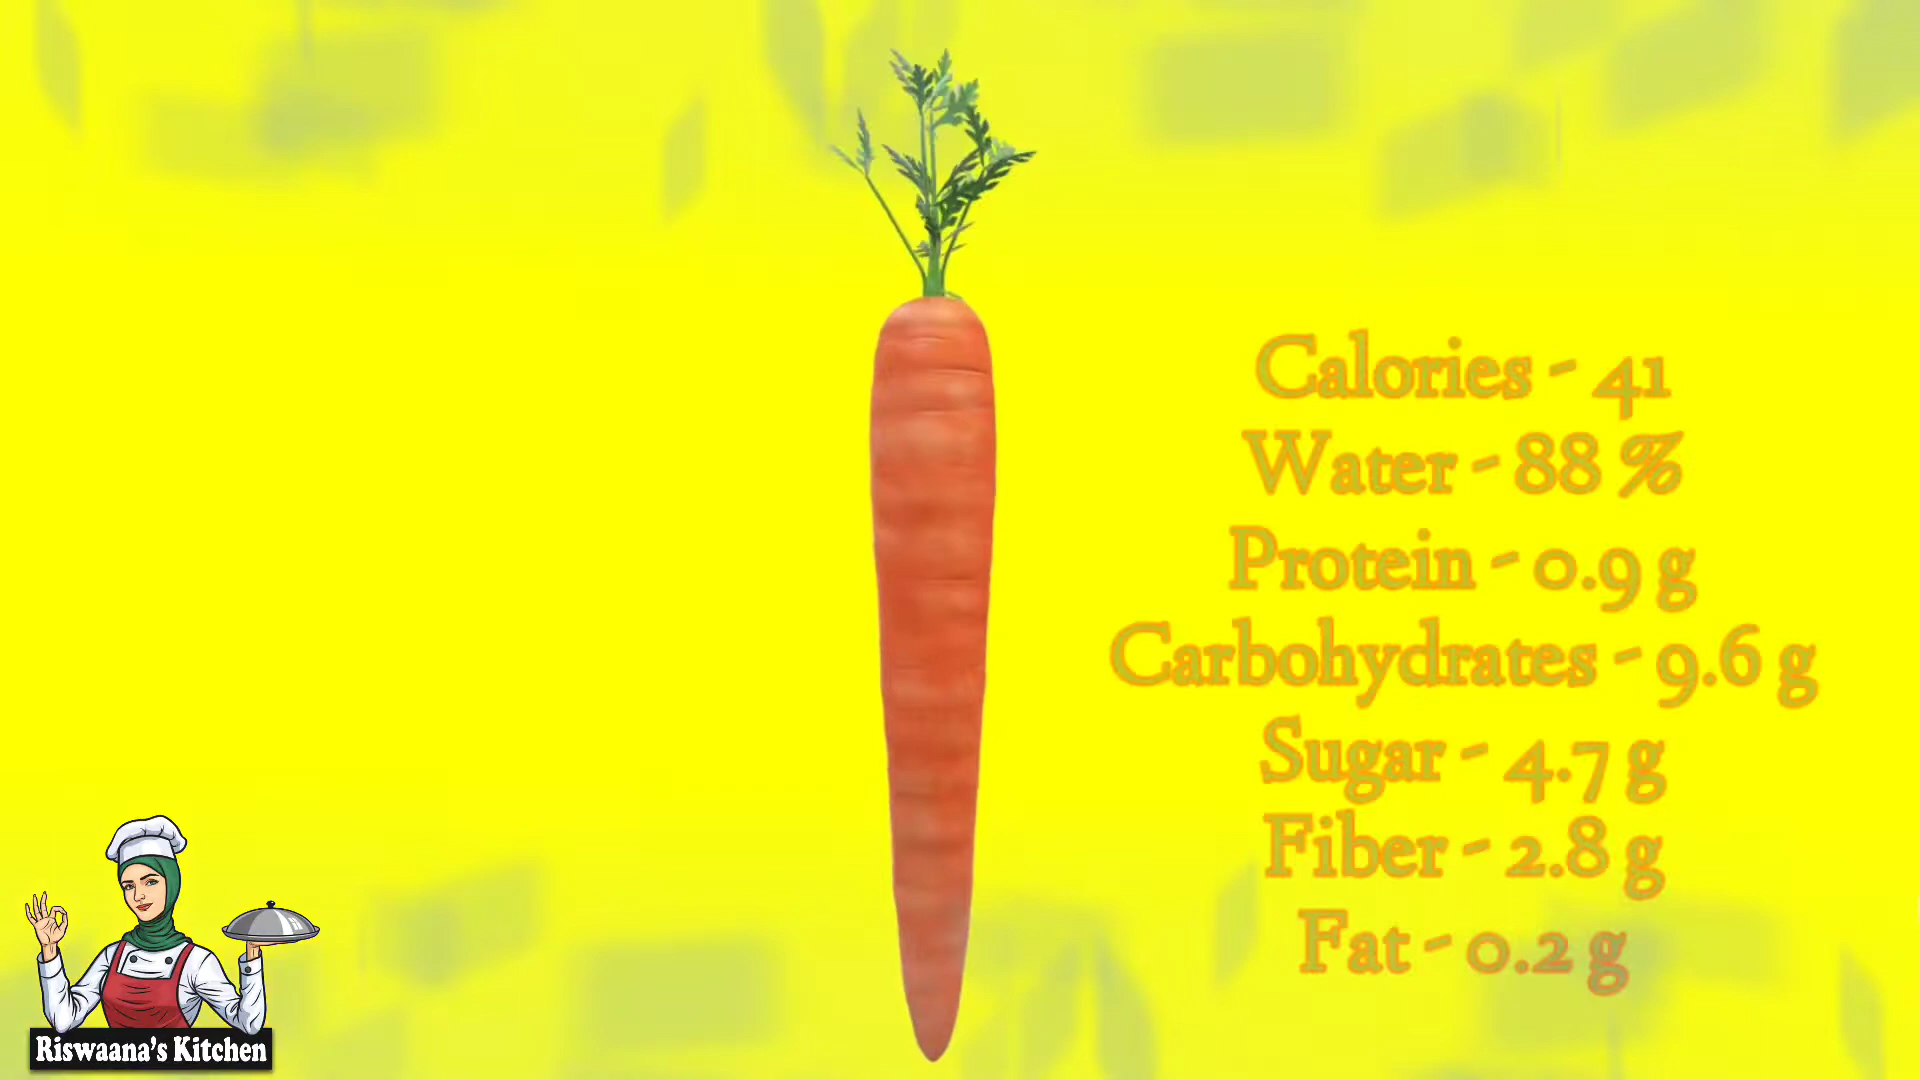 Calories - 41
Water - 88 %
Protein - 0.9 g
Carbohydrates - 9.6 g
Sugar - 4.7 g
Fiber - 2.8 g
Fat - 0.2 g
Riswaana's Kitchen